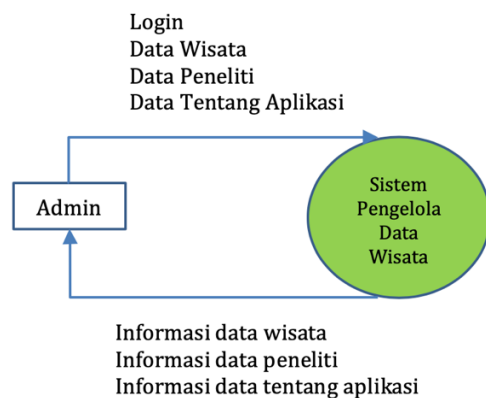 Login
Data Wisata
Data Peneliti
Data Tentang Aplikasi
Admin
Sistem
Pengelola
Data
Wisata
Informasi data wisata
Informasi data peneliti
Informasi data tentang aplikasi